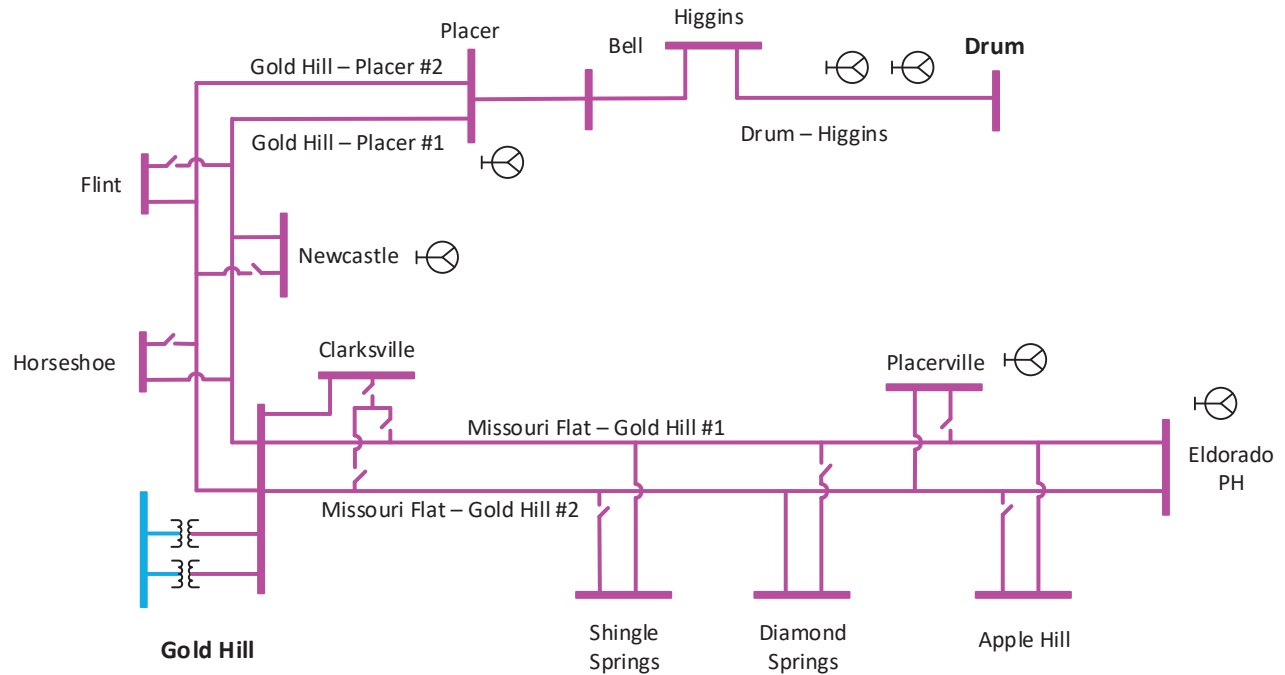 Higgins
Placer
Bell
Drum
Gold Hill – Placer #2
Drum – Higgins
Gold Hill – Placer #1
Flint
Newcastle
Clarksville
Horseshoe
Placerville
Missouri Flat – Gold Hill #1
Eldorado
PH
Missouri Flat – Gold Hill #2
Gold Hill
Shingle
Springs
Diamond
Springs
Apple Hill